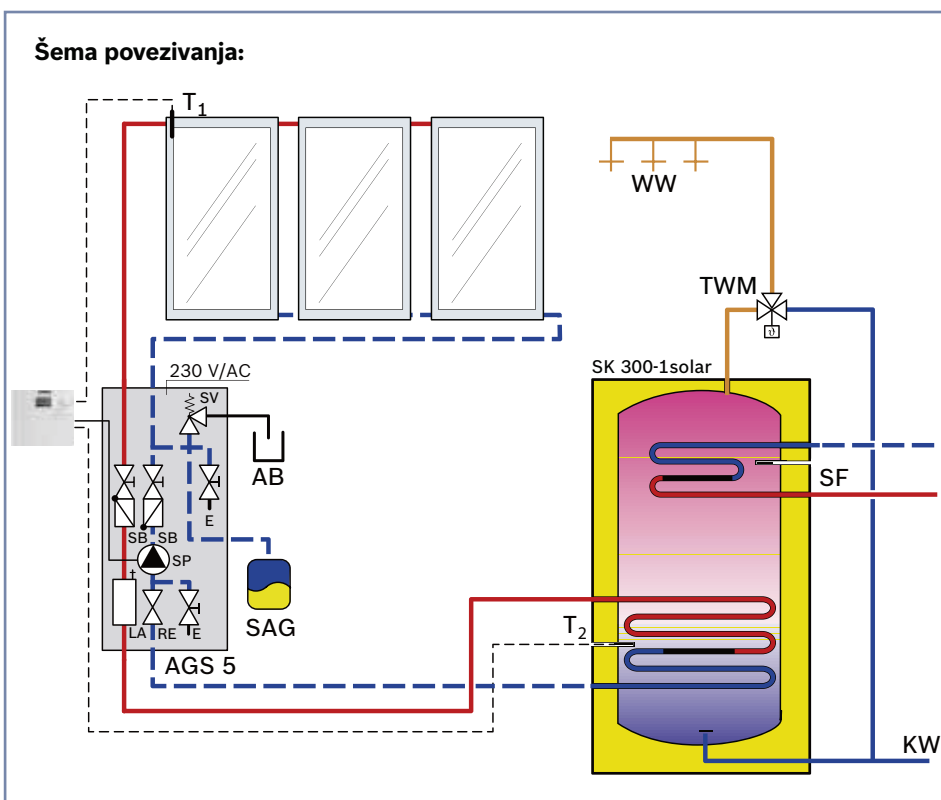 Šema povezivanja:
T1
WW
TWM
230 V/AC
SV
SK 300-1solar
AB
E
SF
SB SB
SP
LA RE E
SAG
T2
AGS 5
KW